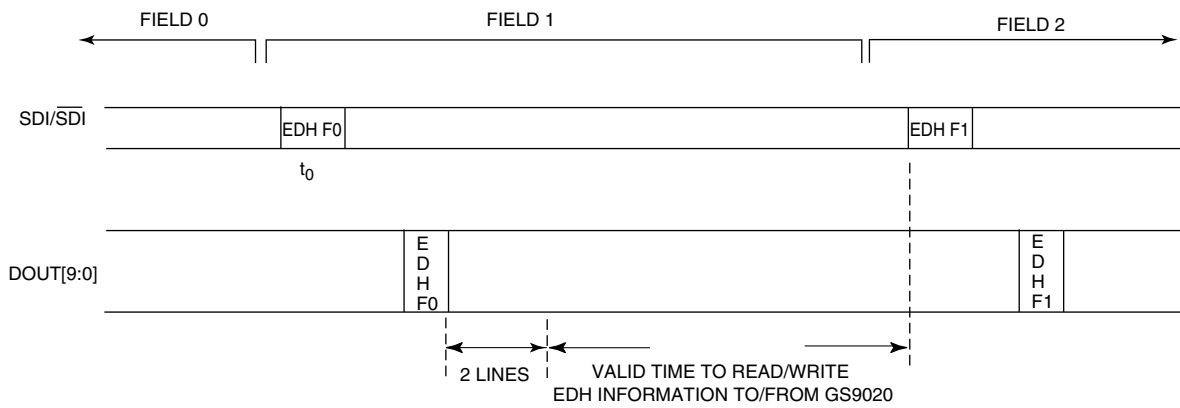 FIELD 0
FIELD 1
FIELD 2
SDI/SDI
EDH F0
EDH F1
t0
DOUT[9:0]
E
D
H
F0
E
D
H
F1
2 LINES
VALID TIME TO READ/WRITE
EDH INFORMATION TO/FROM GS9020